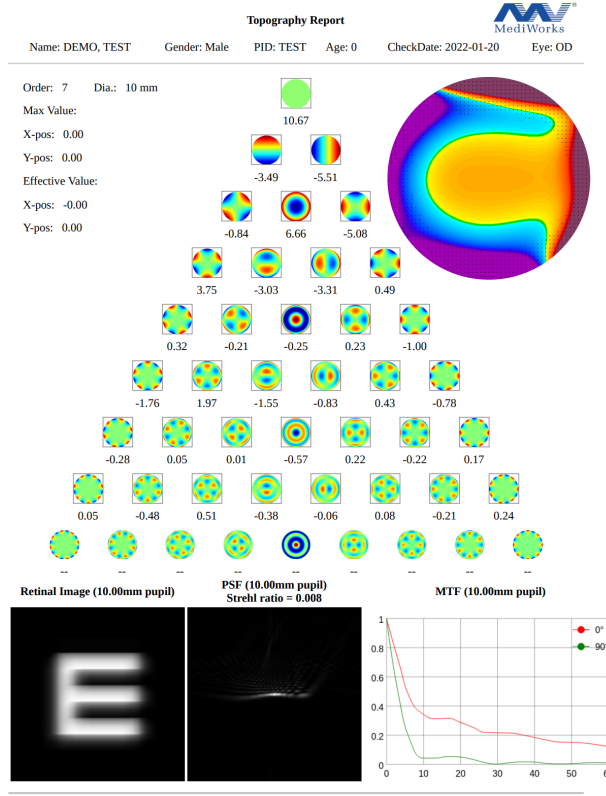 Topography Report
MediWorks
Name: DEMO, TEST Gender: Male PID: TEST Age: 0 CheckDate: 2022-01-20 Eye: OD
Order: 7 Dia.: 10 mm
Max Value:
X-pos: 0.00
Y-pos: 0.00
Effective Value:
X-pos: -0.00
Y-pos: 0.00
10.67
-3.49 -5.51
-0.84 6.66 -5.08
3.75 -3.03 -3.31 0.49
0.32 -0.21 -0.25 0.23 -1.00
-1.76 1.97 -1.55 -0.83 0.43 -0.78
-0.28 0.05 0.01 -0.57 0.22 -0.22 0.17
0.05 -0.48 0.51 -0.38 -0.06 0.08 -0.21 0.24
-- -- -- -- -- -- -- -- --
Retinal Image (10.00mm pupil)
PSF (10.00mm pupil)
Strehl ratio = 0.008
MTF (10.00mm pupil)
1
0.8
0.6
0.4
0.2
0
0 10 20 30 40 50 6
0°
90°